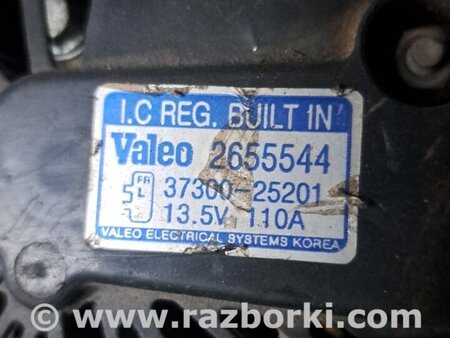 I.C REG. BUILT IN
Valeo 2655544
FR
L
37300-25201
13.5V 110A
VALEO ELECTRICAL SYSTEMS KOREA
© www.razborki.com